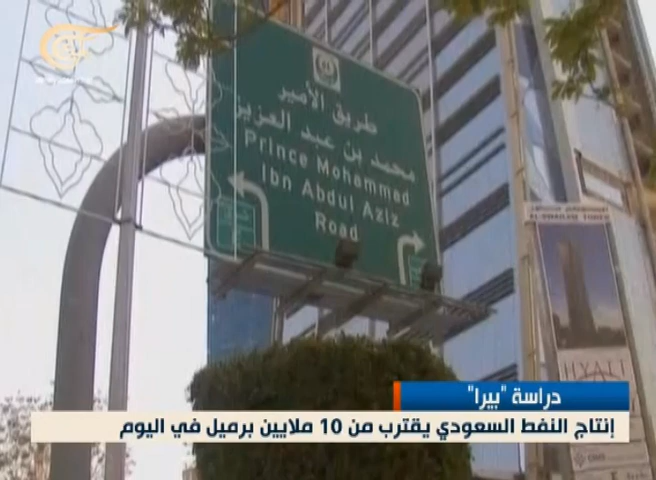 طريق الأمير
محمد بن عبد العزيز
Prince Mohammad
Ibn Abdul Aziz
Road
HYATT
دراسة "بيرا"
إنتاج النفط السعودي يقترب من 10 ملايين برميل في اليوم